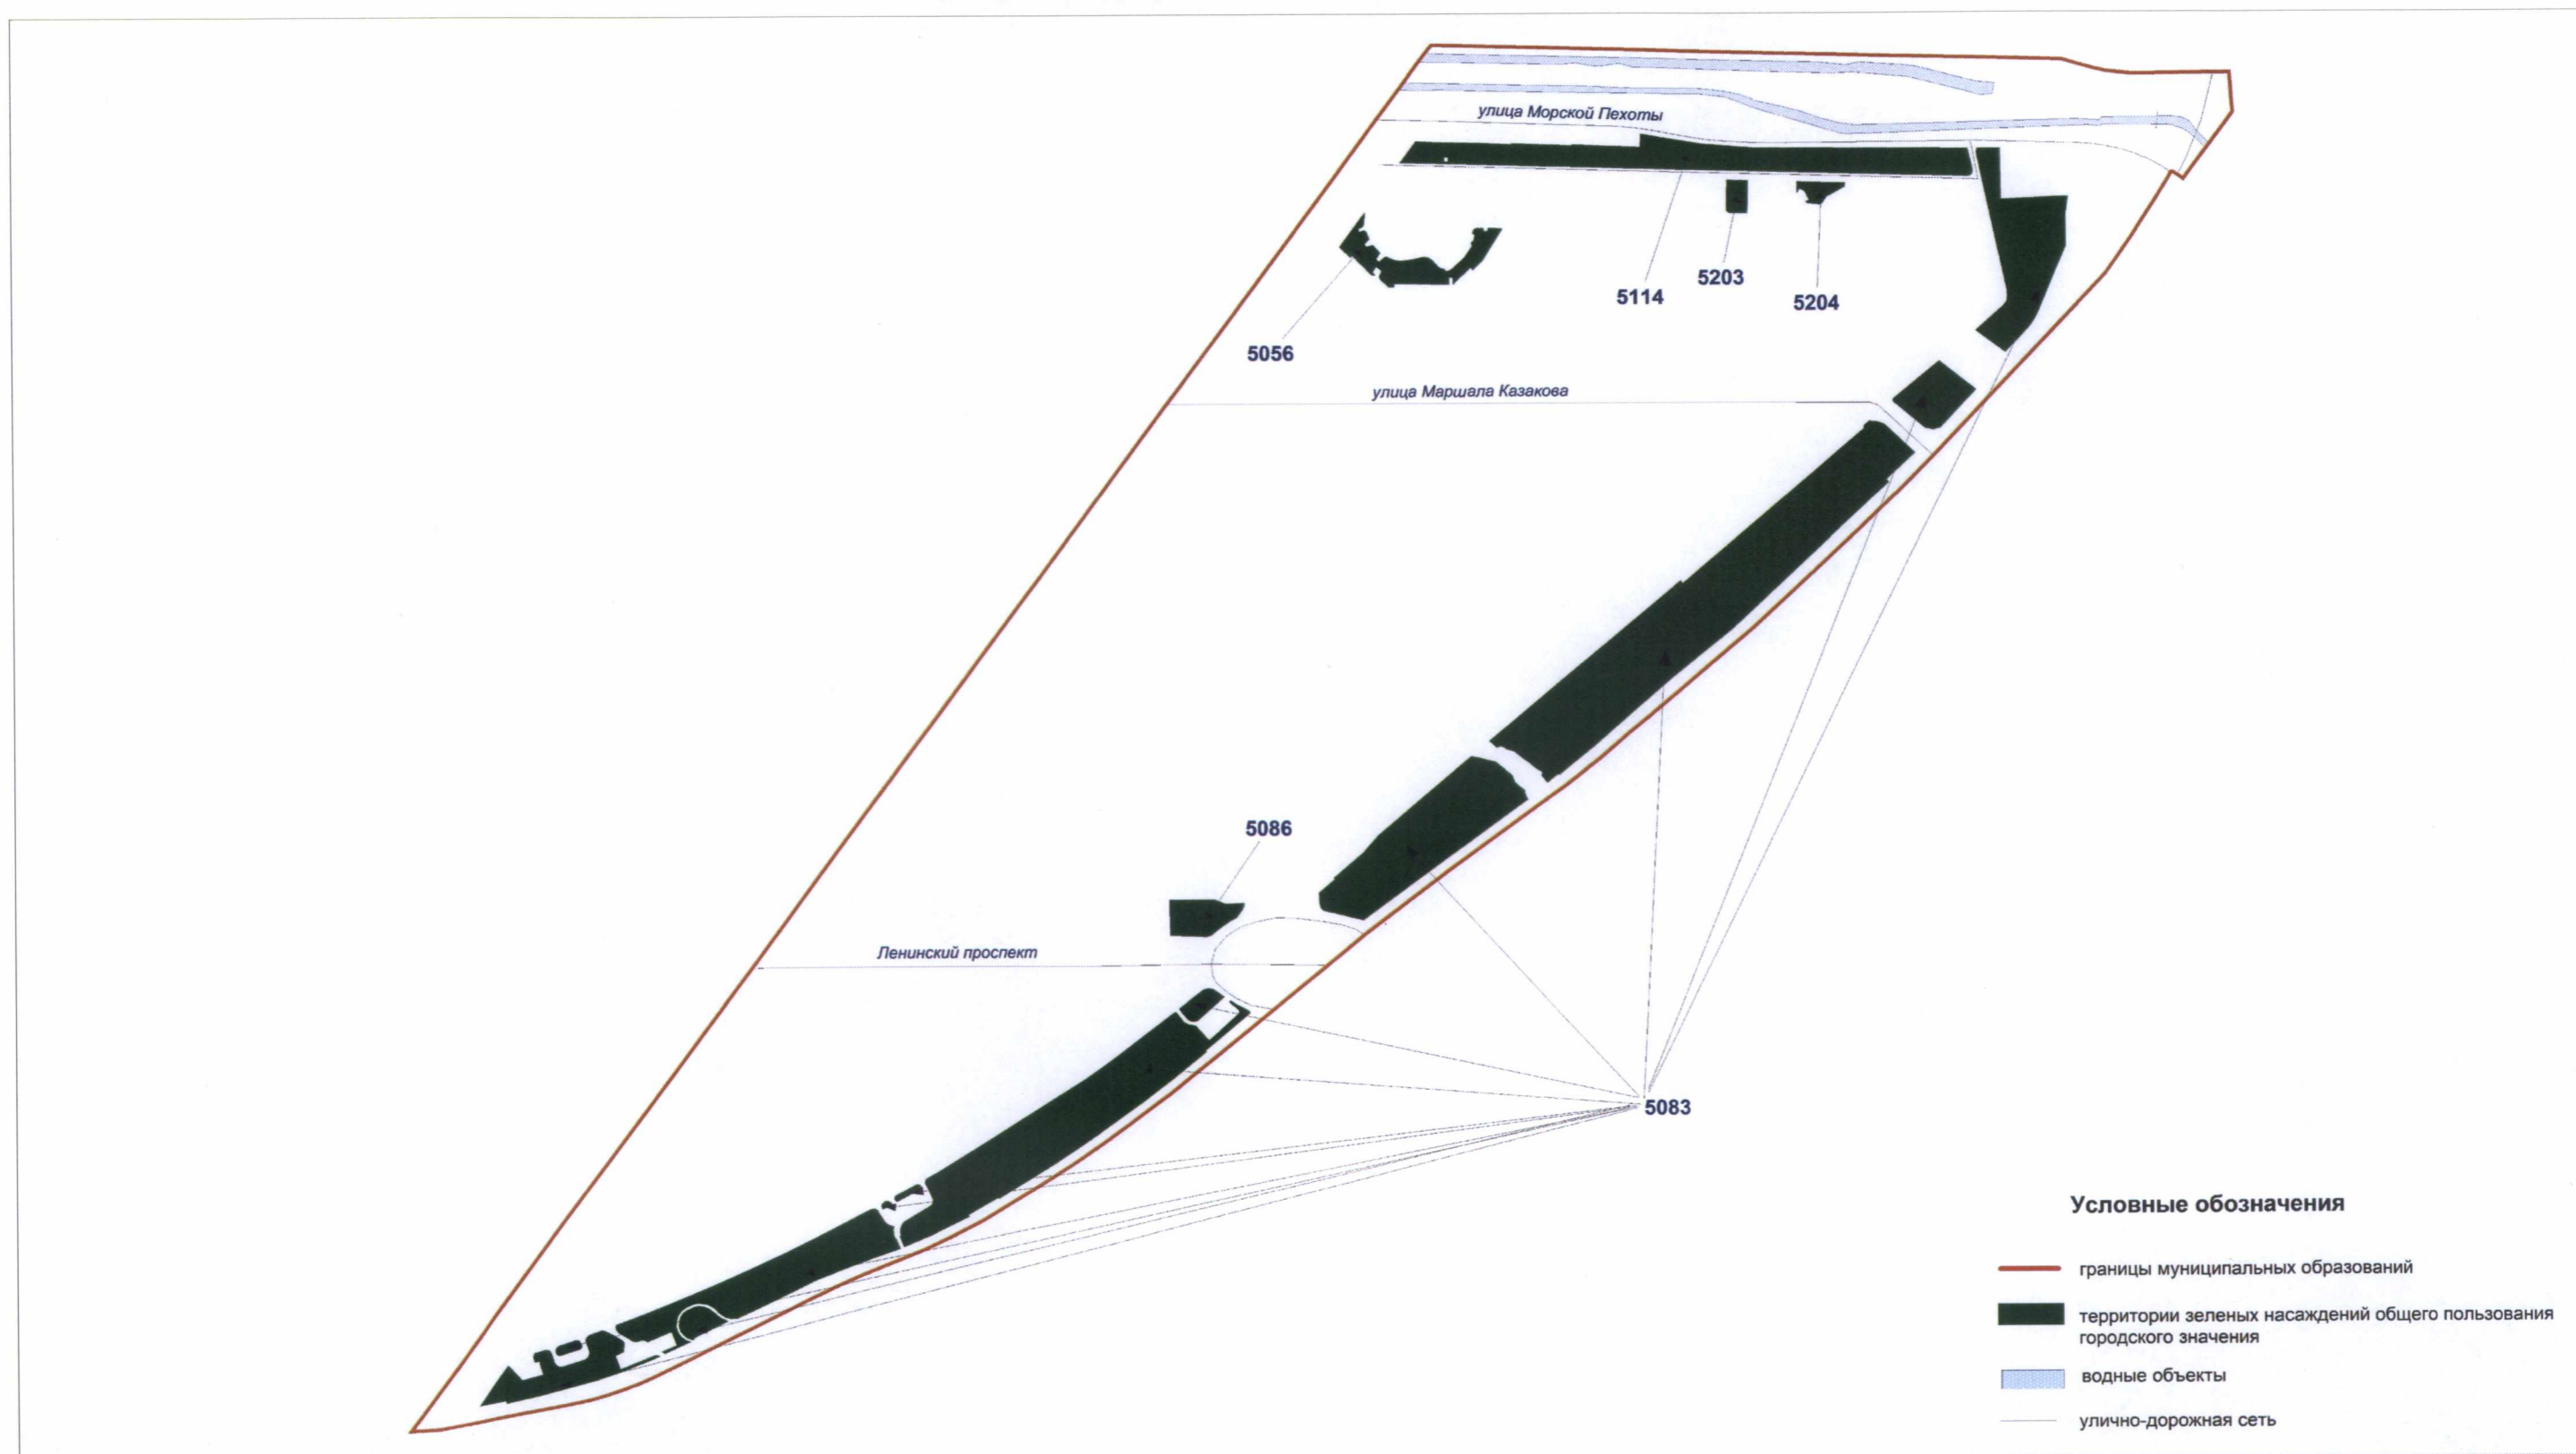 улица Морской Пехоты
5203
5114
5204
5056
улица Маршала Казакова
5086
Ленинский проспект
5083
Условные обозначения
границы муниципальных образований
территории зеленых насаждений общего пользования
городского значения
водные объекты
улично-дорожная сеть